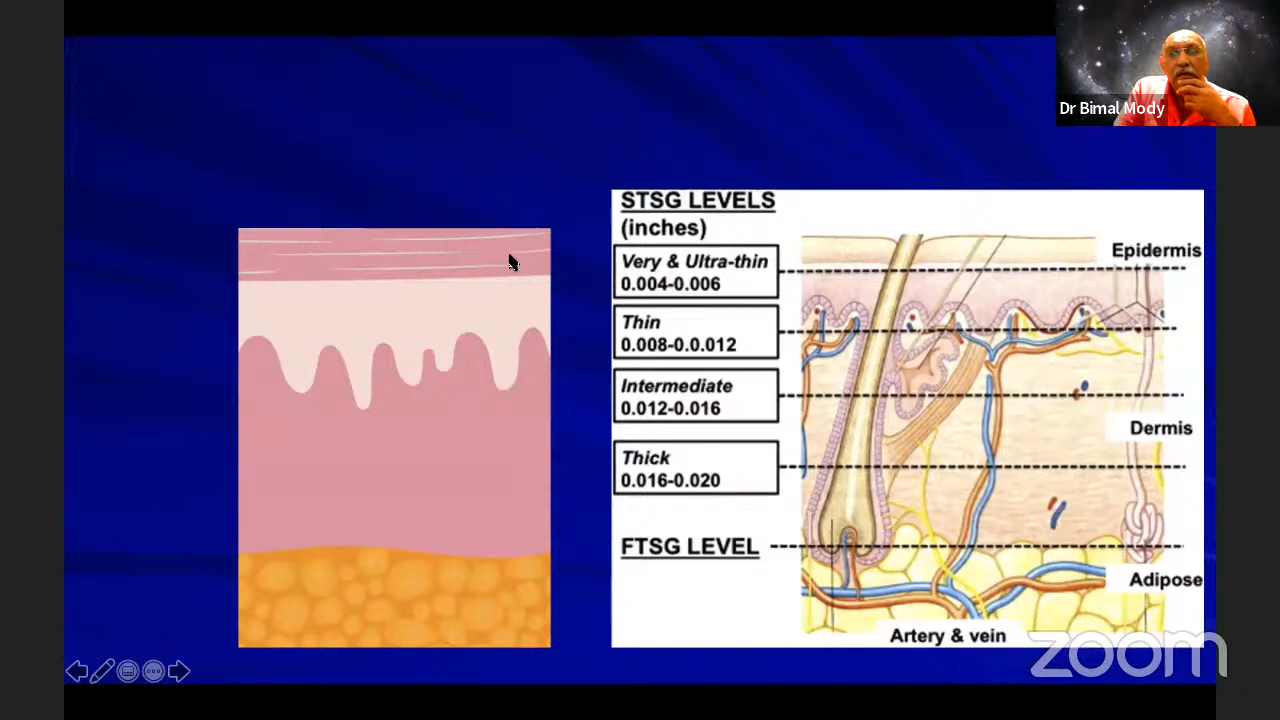 Dr Bimal Mody
STSG LEVELS
(inches)
Very & Ultra-thin
0.004-0.006
Thin
0.008-0.0.012
Intermediate
0.012-0.016
Thick
0.016-0.020
FTSG LEVEL
Epidermis
Dermis
Adipose
Artery & vein
zoom